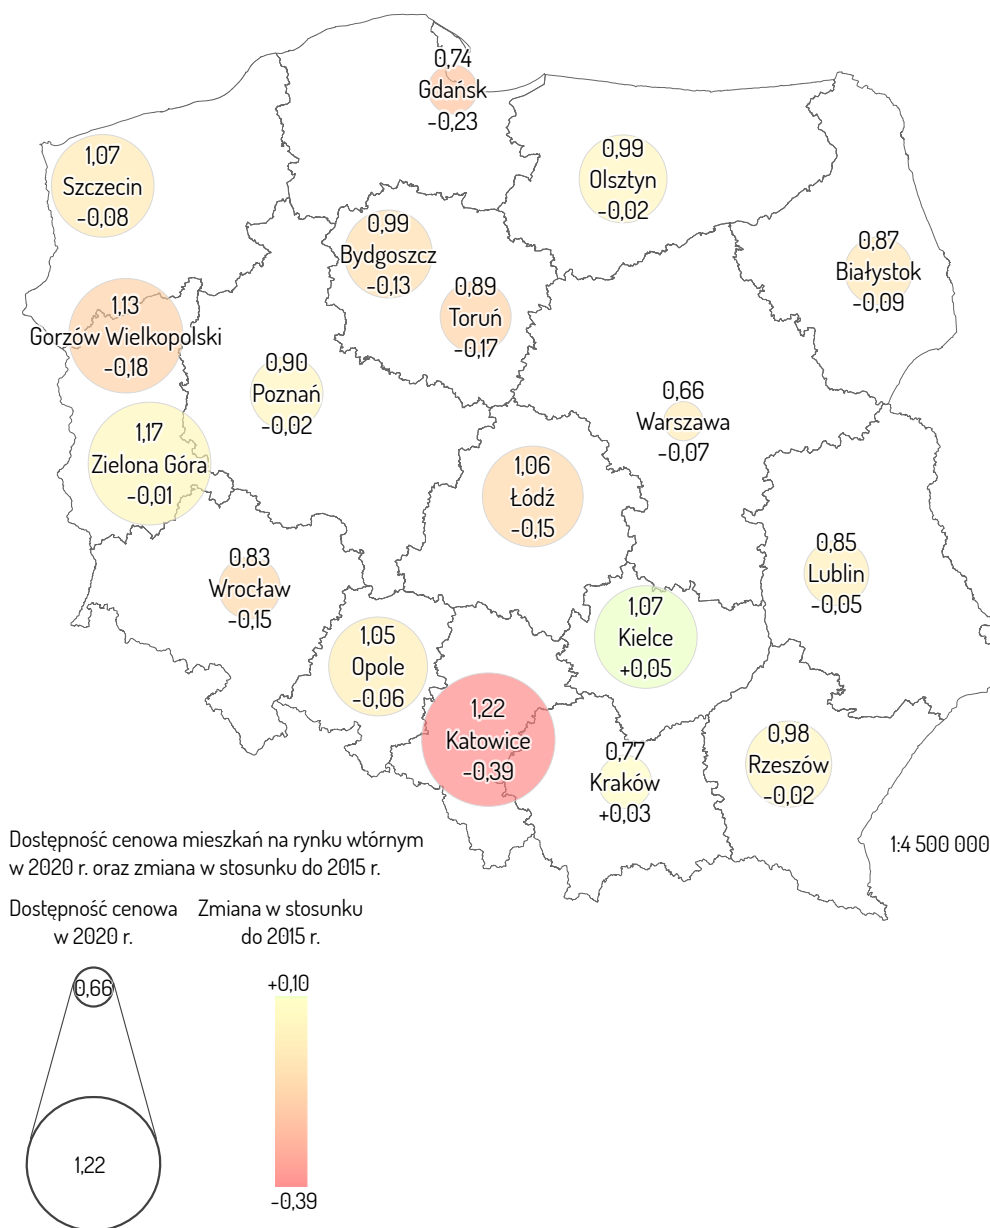 0,74
Gdańsk
-0,23
1,07
Szczecin
-0,08
0,99
Olsztyn
-0,02
0,99
Bydgoszcz
-0,13
0,87
Białystok
-0,09
0,89
Toruń
-0,17
1,13
Gorzów Wielkopolski
-0,18
0,90
Poznań
-0,02
0,66
Warszawa
-0,07
1,17
Zielona Góra
-0,01
1,06
Łódź
-0,15
0,83
Wrocław
-0,15
0,85
Lublin
-0,05
1,07
Kielce
+0,05
1,05
Opole
-0,06
1,22
Katowice
-0,39
0,77
Kraków
+0,03
0,98
Rzeszów
-0,02
1:4 500 000
Dostępność cenowa mieszkań na rynku wtórnym
w 2020 r. oraz zmiana w stosunku do 2015 r.
Dostępność cenowa
w 2020 r.
Zmiana w stosunku
do 2015 r.
0,66
1,22
+0,10
-0,39